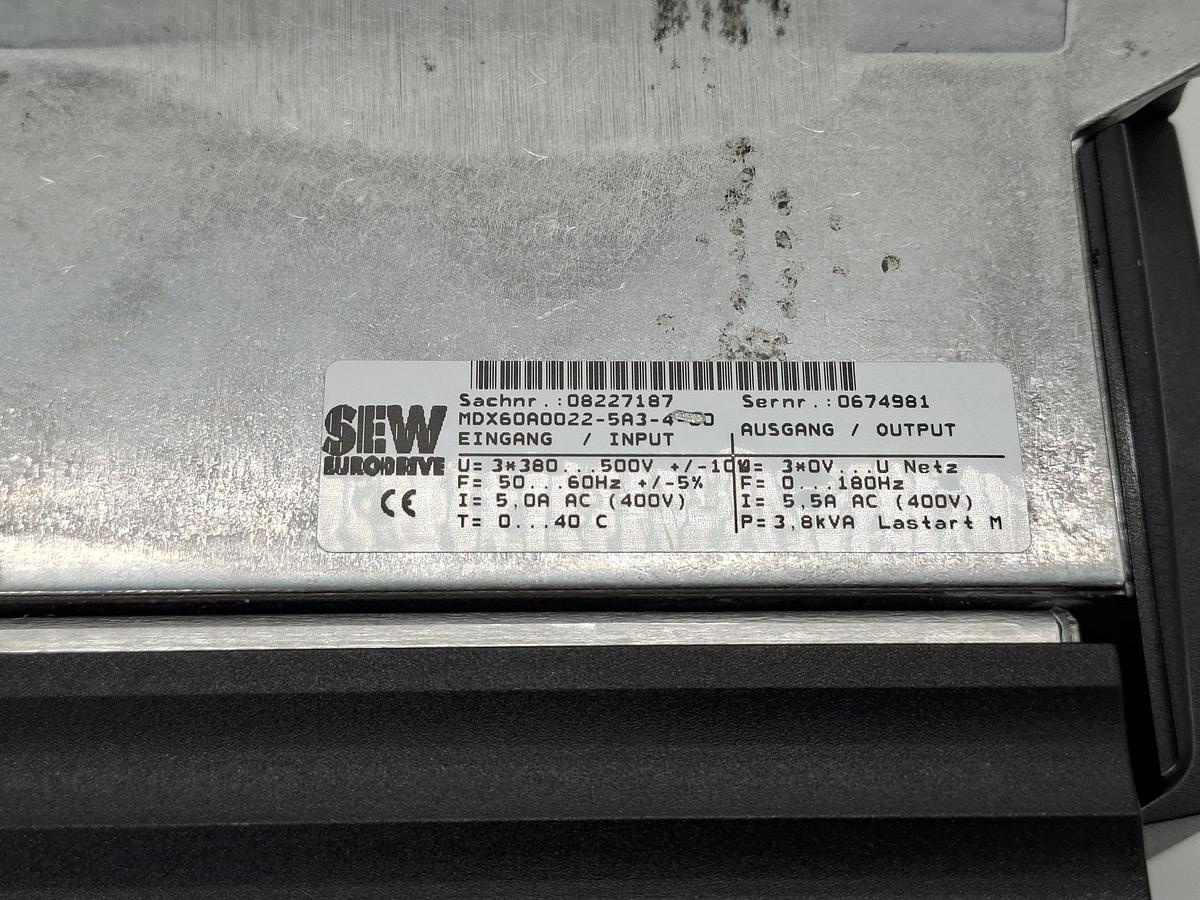 SEW
EURODRIVE
CE
Sachnr.:08227187 Sernr.:0674981
EINGANG / INPUT AUSGANG / OUTPUT
U= 3*380...500V +/-10% U= 3*0V...U Netz
F= 50...60Hz +/-5% F= 0...180Hz
I= 5,0A AC (400V) I= 5,5A AC (400V)
T= 0...40 C P= 3,8kVA Lastart M